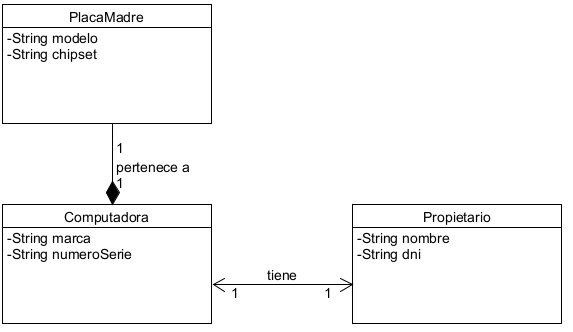 PlacaMadre
-String modelo
-String chipset
1
pertenece a
1
Computadora
-String marca
-String numeroSerie
tiene
1
1
Propietario
-String nombre
-String dni